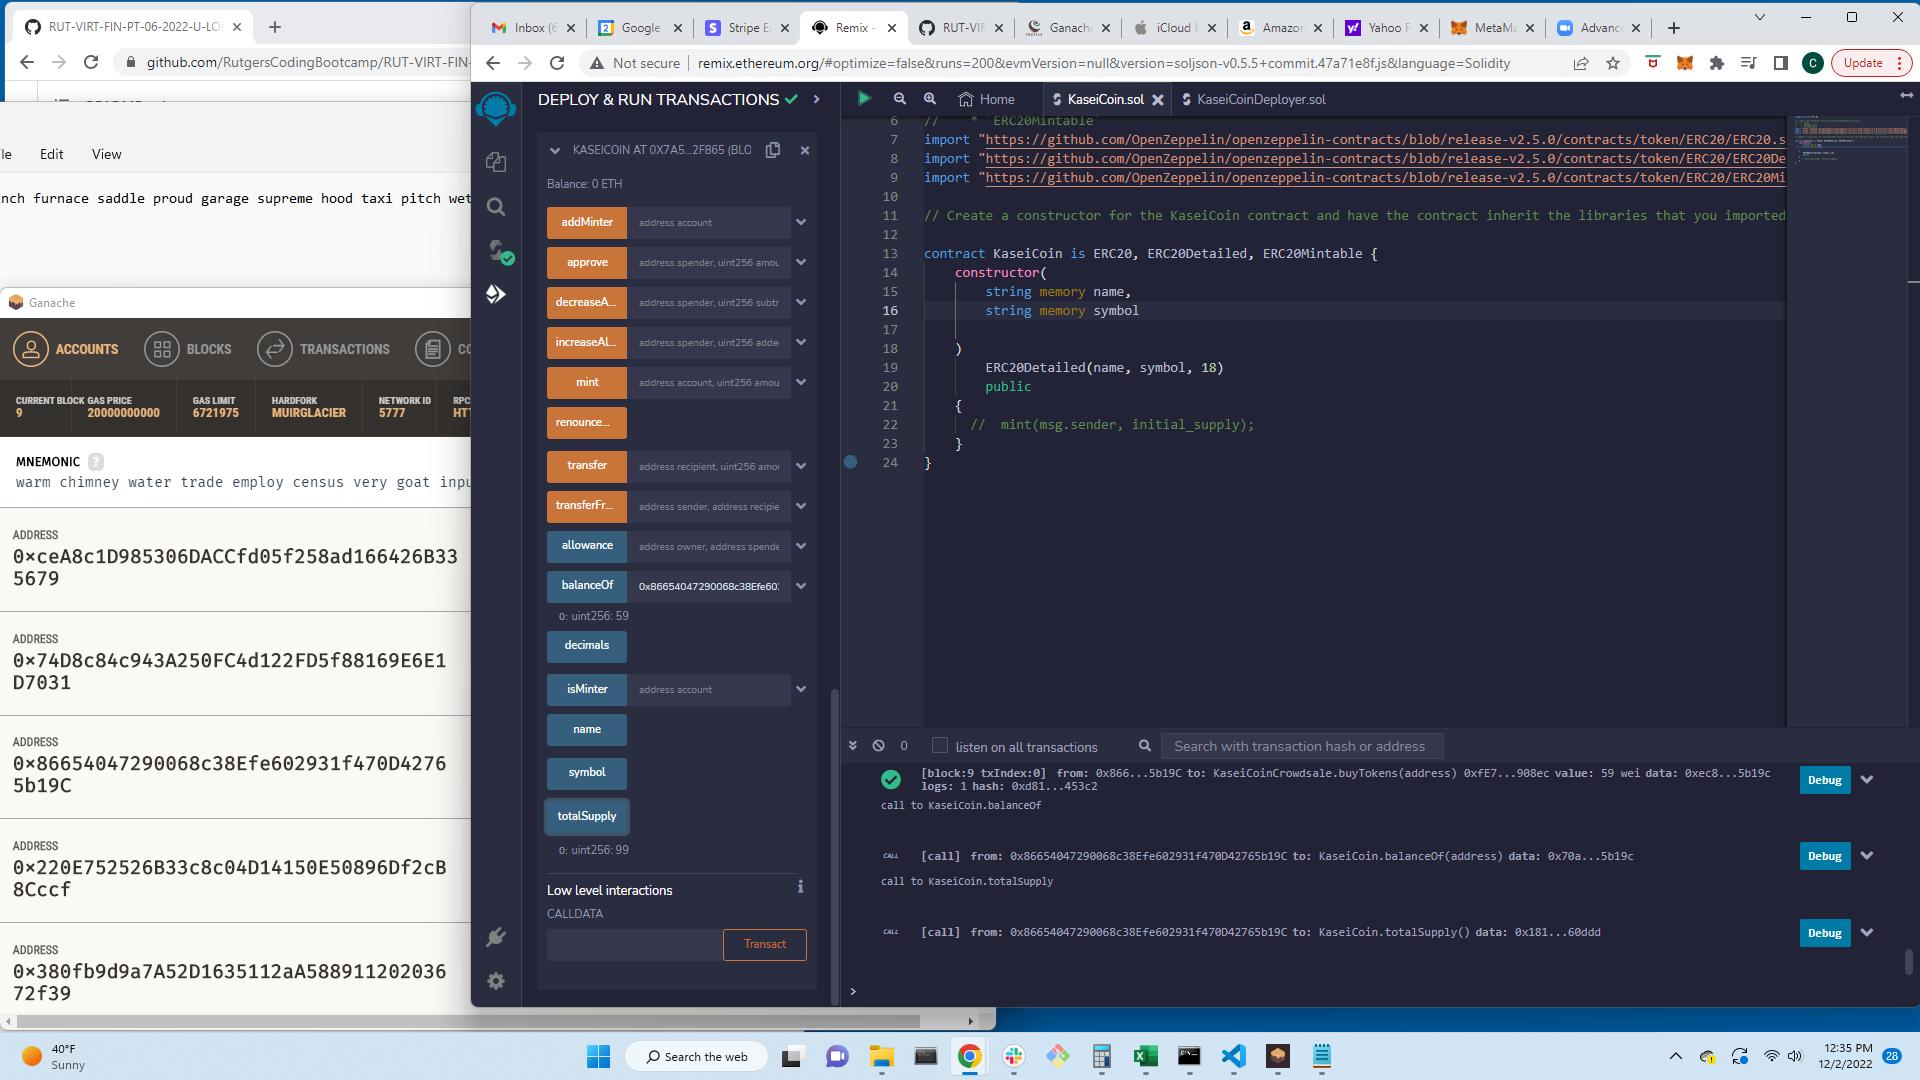 RUT-VIRT-FIN-PT-06-2022-U-LOL
github.com/RutgersCodingBootcamp/RUT-VIRT-FIN-
Edit
View
nch furnace saddle proud garage supreme hood taxi pitch wet
Ganache
ACCOUNTS
BLOCKS
TRANSACTIONS
CO
CURRENT BLOCK
9
GAS PRICE
20000000000
GAS LIMIT
6721975
HARDFORK
MUIRGLACIER
NETWORK ID
5777
RPC
HT
MNEMONIC ?
warm chimney water trade employ census very goat inpu
ADDRESS
0×ceA8c1D985306DACCfd05f258ad166426B33
5679
ADDRESS
0×74D8c84c943A250FC4d122FD5f88169E6E1
D7031
ADDRESS
0×86654047290068c38Efe602931f470D4276
5b19C
ADDRESS
0×220E752526B33c8c04D14150E50896Df2cB
8Cccf
ADDRESS
0×380fb9d9a7A52D1635112aA588911202036
72f39
Inbox (6
Google
Stripe E
Remix -
RUT-VIR
Ganache
iCloud M
Amazon
Yahoo F
MetaMa
Advance
Not secure
remix.ethereum.org/#optimize=false&runs=200&evmVersion=null&version=soljson-v0.5.5+commit.47a71e8f.js&language=Solidity
C
Update
DEPLOY & RUN TRANSACTIONS
KASEICOIN AT 0X7A5...2F865 (BLO
Balance: 0 ETH
addMinter address account
approve address spender, uint256 amou
decreaseA... address spender, uint256 subtr
increaseAl... address spender, uint256 adde
mint address account, uint256 amou
renounce...
transfer address recipient, uint256 amou
transferFr... address sender, address recipie
allowance address owner, address spende
balanceOf 0x86654047290068c38Efe602
0: uint256: 59
decimals
isMinter address account
name
symbol
totalSupply
0: uint256: 99
Low level interactions
CALLDATA
Transact
Home
KaseiCoin.sol
KaseiCoinDeployer.sol
6 // * `ERC20Mintable`
7 import "https://github.com/OpenZeppelin/openzeppelin-contracts/blob/release-v2.5.0/contracts/token/ERC20/ERC20.s
8 import "https://github.com/OpenZeppelin/openzeppelin-contracts/blob/release-v2.5.0/contracts/token/ERC20/ERC20De
9 import "https://github.com/OpenZeppelin/openzeppelin-contracts/blob/release-v2.5.0/contracts/token/ERC20/ERC20Mi
10
11 // Create a constructor for the KaseiCoin contract and have the contract inherit the libraries that you imported
12
13 contract KaseiCoin is ERC20, ERC20Detailed, ERC20Mintable {
14 constructor(
15 string memory name,
16 string memory symbol
17
18 )
19 ERC20Detailed(name, symbol, 18)
20 public
21 {
22 // mint(msg.sender, initial_supply);
23 }
24 }
0
listen on all transactions
Search with transaction hash or address
[block:9 txIndex:0] from: 0x866...5b19C to: KaseiCoinCrowdsale.buyTokens(address) 0xfE7...908ec value: 59 wei data: 0xec8...5b19c
logs: 1 hash: 0xd81...453c2
Debug
call to KaseiCoin.balanceOf
CALL [call] from: 0x86654047290068c38Efe602931f470D42765b19C to: KaseiCoin.balanceOf(address) data: 0x70a...5b19c
Debug
call to KaseiCoin.totalSupply
CALL [call] from: 0x86654047290068c38Efe602931f470D42765b19C to: KaseiCoin.totalSupply() data: 0x181...60ddd
Debug
>
40°F
Sunny
Search the web
12:35 PM
12/2/2022
28